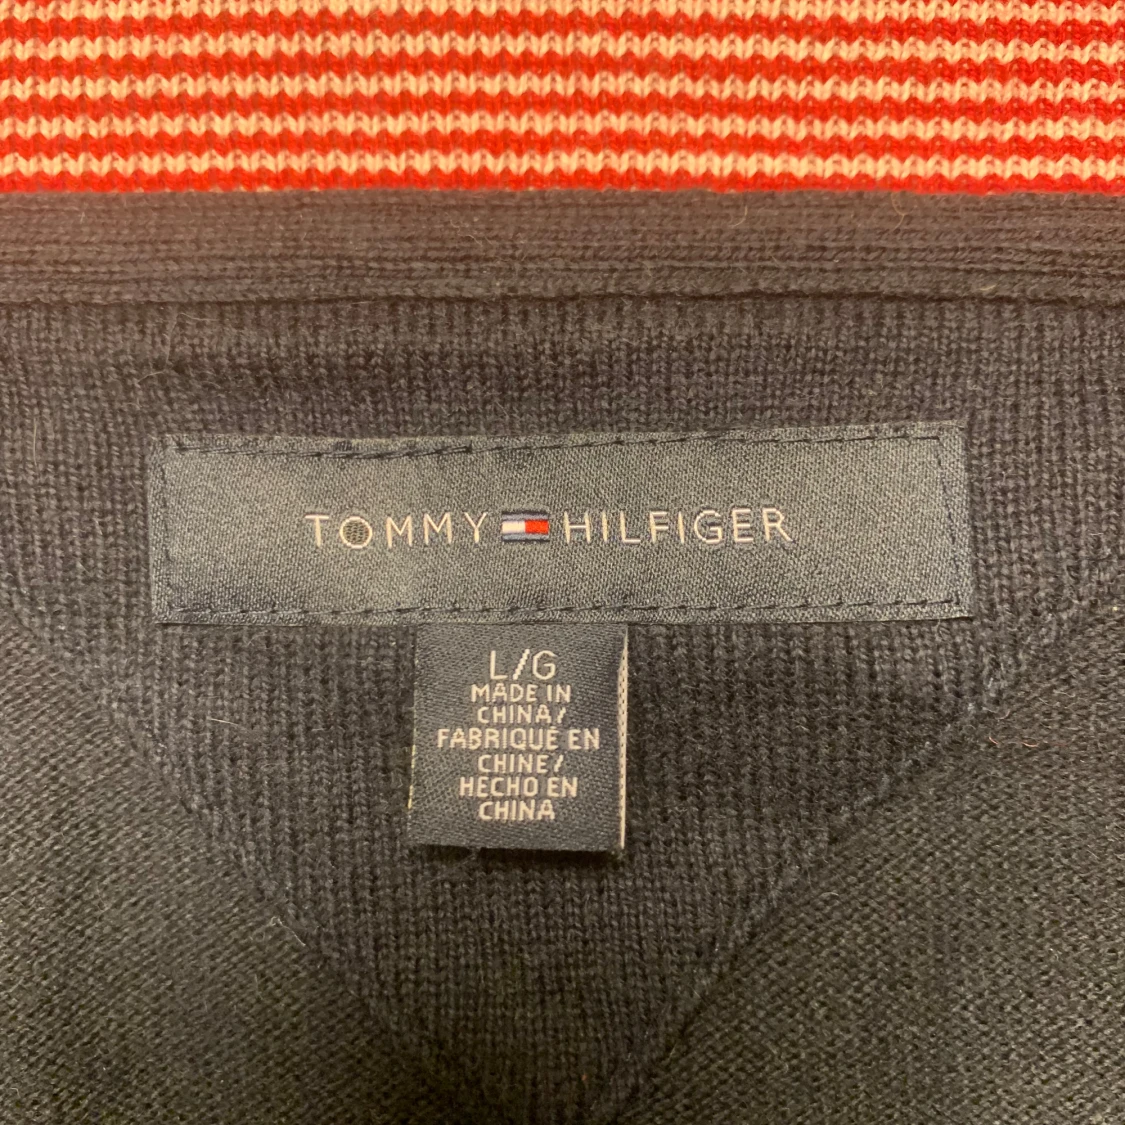 TOMMY HILFIGER
L/G
MADE IN
CHINA/
FABRIQUÉ EN
CHINE/
HECHO EN
CHINA